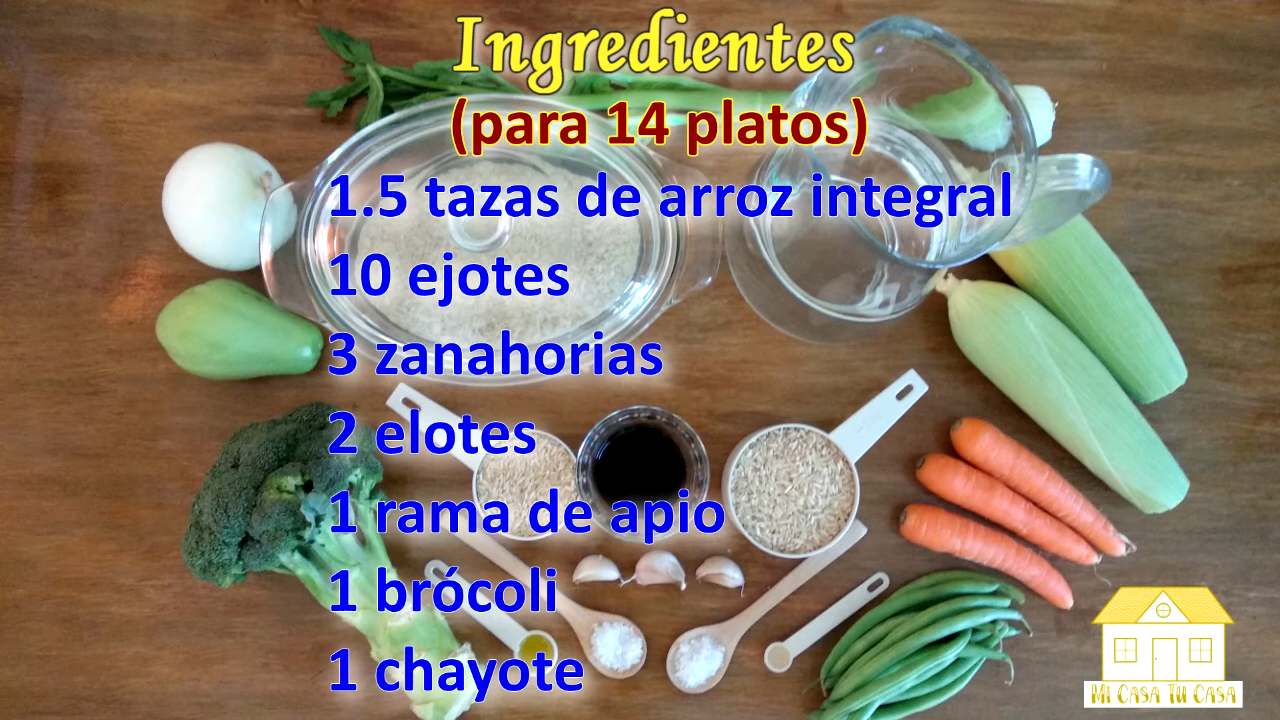 Ingredientes
(para 14 platos)
1.5 tazas de arroz integral
10 ejotes
3 zanahorias
2 elotes
1 rama de apio
1 brócoli
1 chayote
Mi Casa Tu Casa